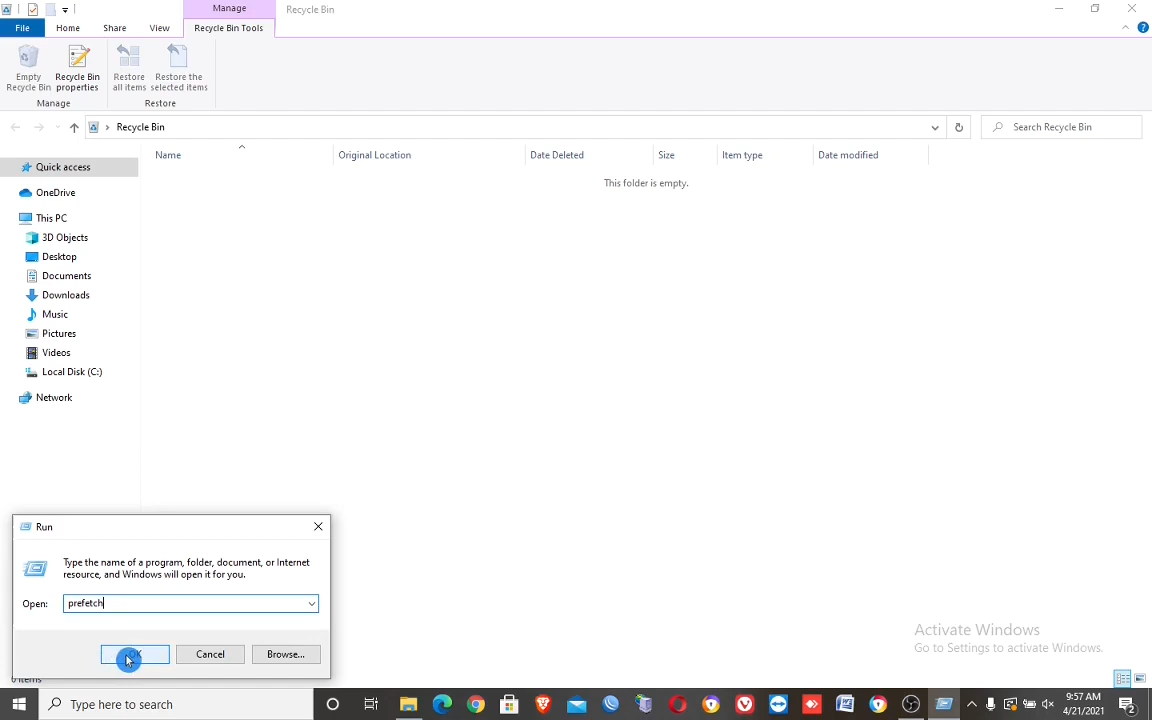 Manage
Recycle Bin
File
Home
Share
View
Recycle Bin Tools
Empty Recycle Bin
Recycle Bin properties
Restore all items
Restore the selected items
Manage
Restore
Recycle Bin
Search Recycle Bin
Name
Original Location
Date Deleted
Size
Item type
Date modified
This folder is empty.
Quick access
OneDrive
This PC
3D Objects
Desktop
Documents
Downloads
Music
Pictures
Videos
Local Disk (C:)
Network
Run
Type the name of a program, folder, document, or Internet
resource, and Windows will open it for you.
Open:
prefetch
Cancel
Browse...
Activate Windows
Go to Settings to activate Windows.
Type here to search
9:57 AM
4/21/2021
2